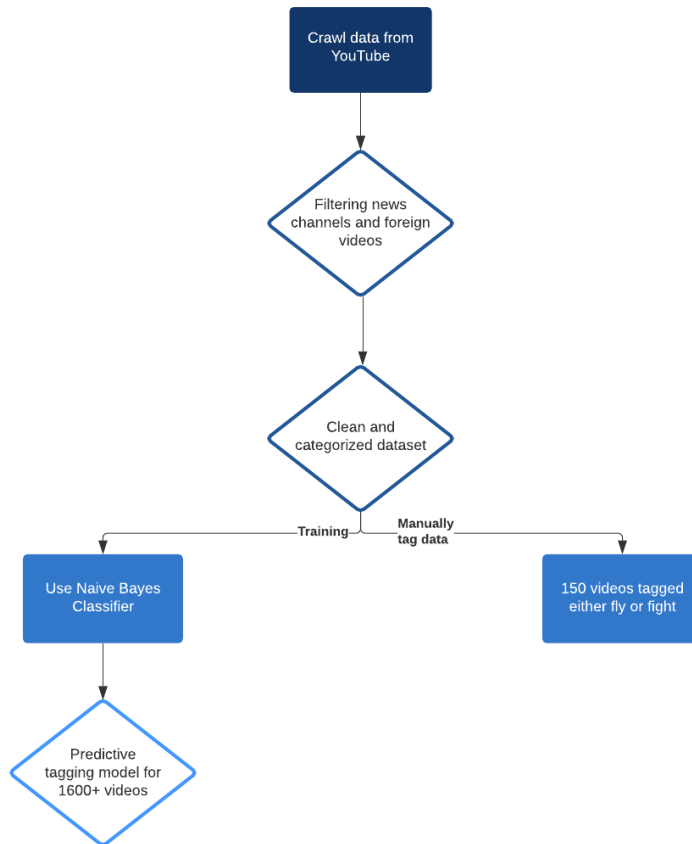 Crawl data from
YouTube
Filtering news
channels and foreign
videos
Clean and
categorized dataset
Training
Manually
tag data
Use Naive Bayes
Classifier
150 videos tagged
either fly or fight
Predictive
tagging model for
1600+ videos